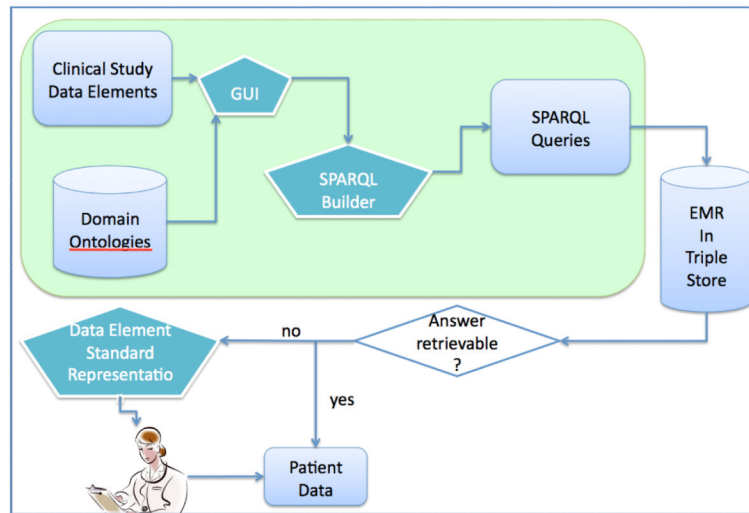 Clinical Study
Data Elements
GUI
SPARQL
Queries
SPARQL
Builder
Domain
Ontologies
EMR
In
Triple
Store
Data Element
Standard
Representatio
no
Answer
retrievable
?
yes
Patient
Data